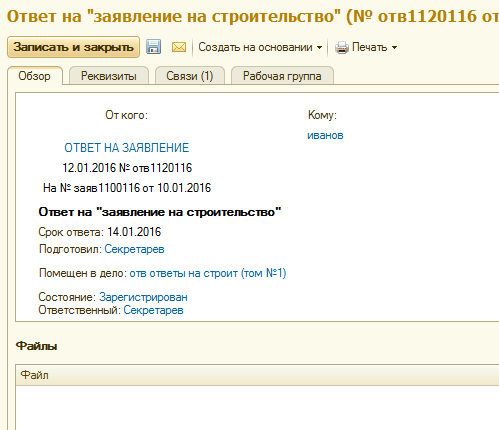 Ответ на "заявление на строительство" (№ отв1120116 от
Записать и закрыть Создать на основании Печать
Обзор Реквизиты Связи (1) Рабочая группа
От кого: Кому:
иванов
ОТВЕТ НА ЗАЯВЛЕНИЕ
12.01.2016 № отв1120116
На № заяв1100116 от 10.01.2016
Ответ на "заявление на строительство"
Срок ответа: 14.01.2016
Подготовил: Секретарев
Помещен в дело: отв ответы на строит (том №1)
Состояние: Зарегистрирован
Ответственный: Секретарев
Файлы
Файл